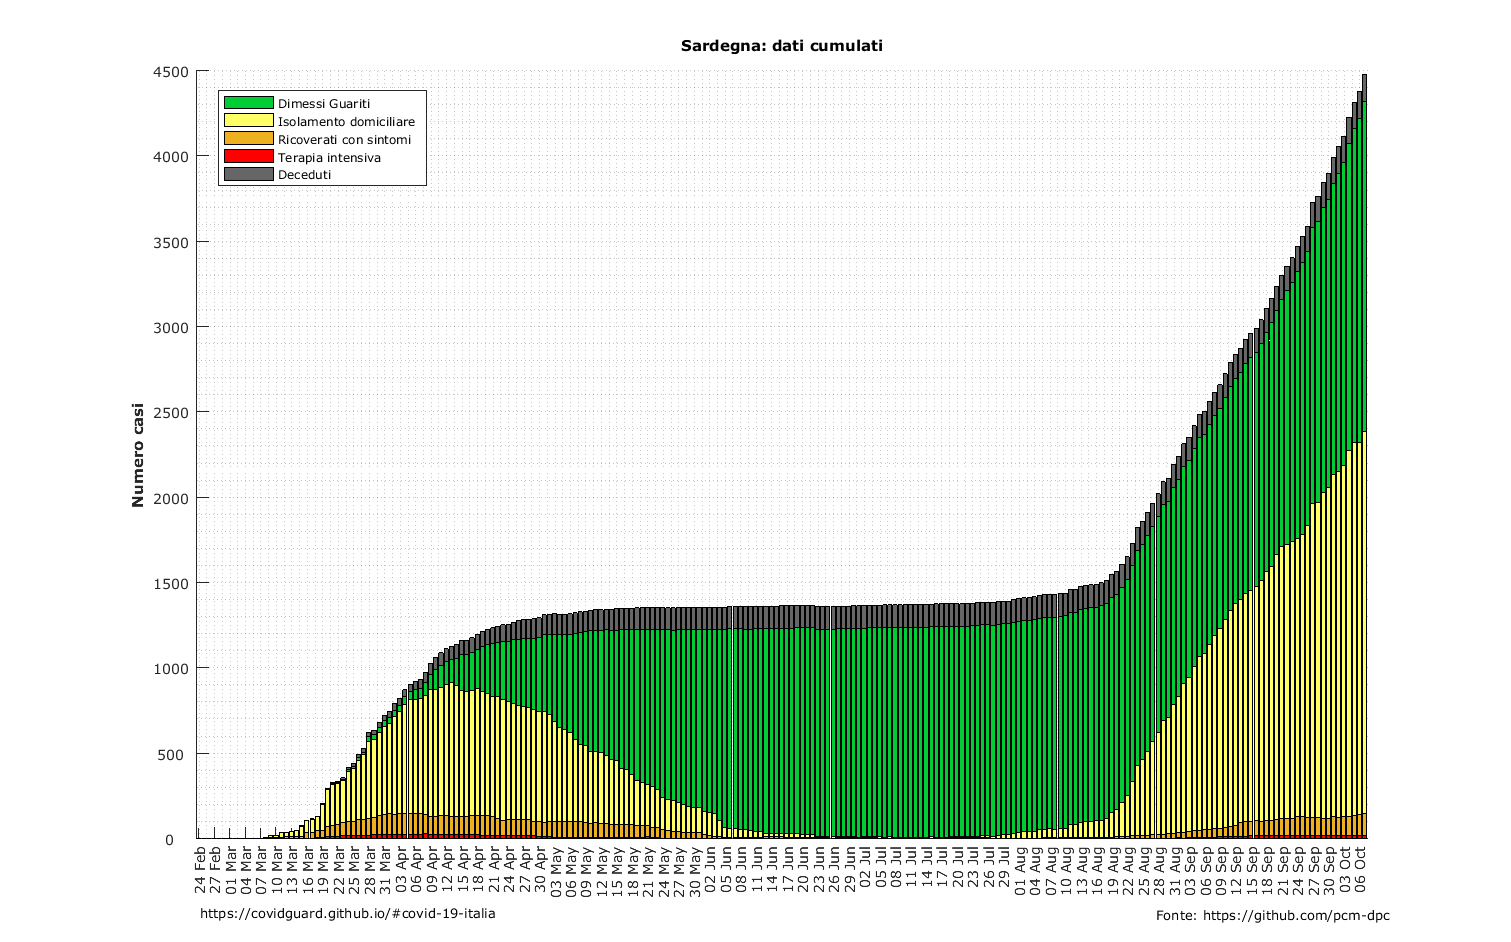 Sardegna: dati cumulati
Numero casi
4500
4000
3500
3000
2500
2000
1500
1000
500
0
Dimessi Guariti
Isolamento domiciliare
Ricoverati con sintomi
Terapia intensiva
Deceduti
24 Feb
27 Feb
01 Mar
04 Mar
07 Mar
10 Mar
13 Mar
16 Mar
19 Mar
22 Mar
25 Mar
28 Mar
31 Mar
03 Apr
06 Apr
09 Apr
12 Apr
15 Apr
18 Apr
21 Apr
24 Apr
27 Apr
30 Apr
03 May
06 May
09 May
12 May
15 May
18 May
21 May
24 May
27 May
30 May
02 Jun
05 Jun
08 Jun
11 Jun
14 Jun
17 Jun
20 Jun
23 Jun
26 Jun
29 Jun
02 Jul
05 Jul
08 Jul
11 Jul
14 Jul
17 Jul
20 Jul
23 Jul
26 Jul
29 Jul
01 Aug
04 Aug
07 Aug
10 Aug
13 Aug
16 Aug
19 Aug
22 Aug
25 Aug
28 Aug
31 Aug
03 Sep
06 Sep
09 Sep
12 Sep
15 Sep
18 Sep
21 Sep
24 Sep
27 Sep
30 Sep
03 Oct
06 Oct
https://covidguard.github.io/#covid-19-italia
Fonte: https://github.com/pcm-dpc